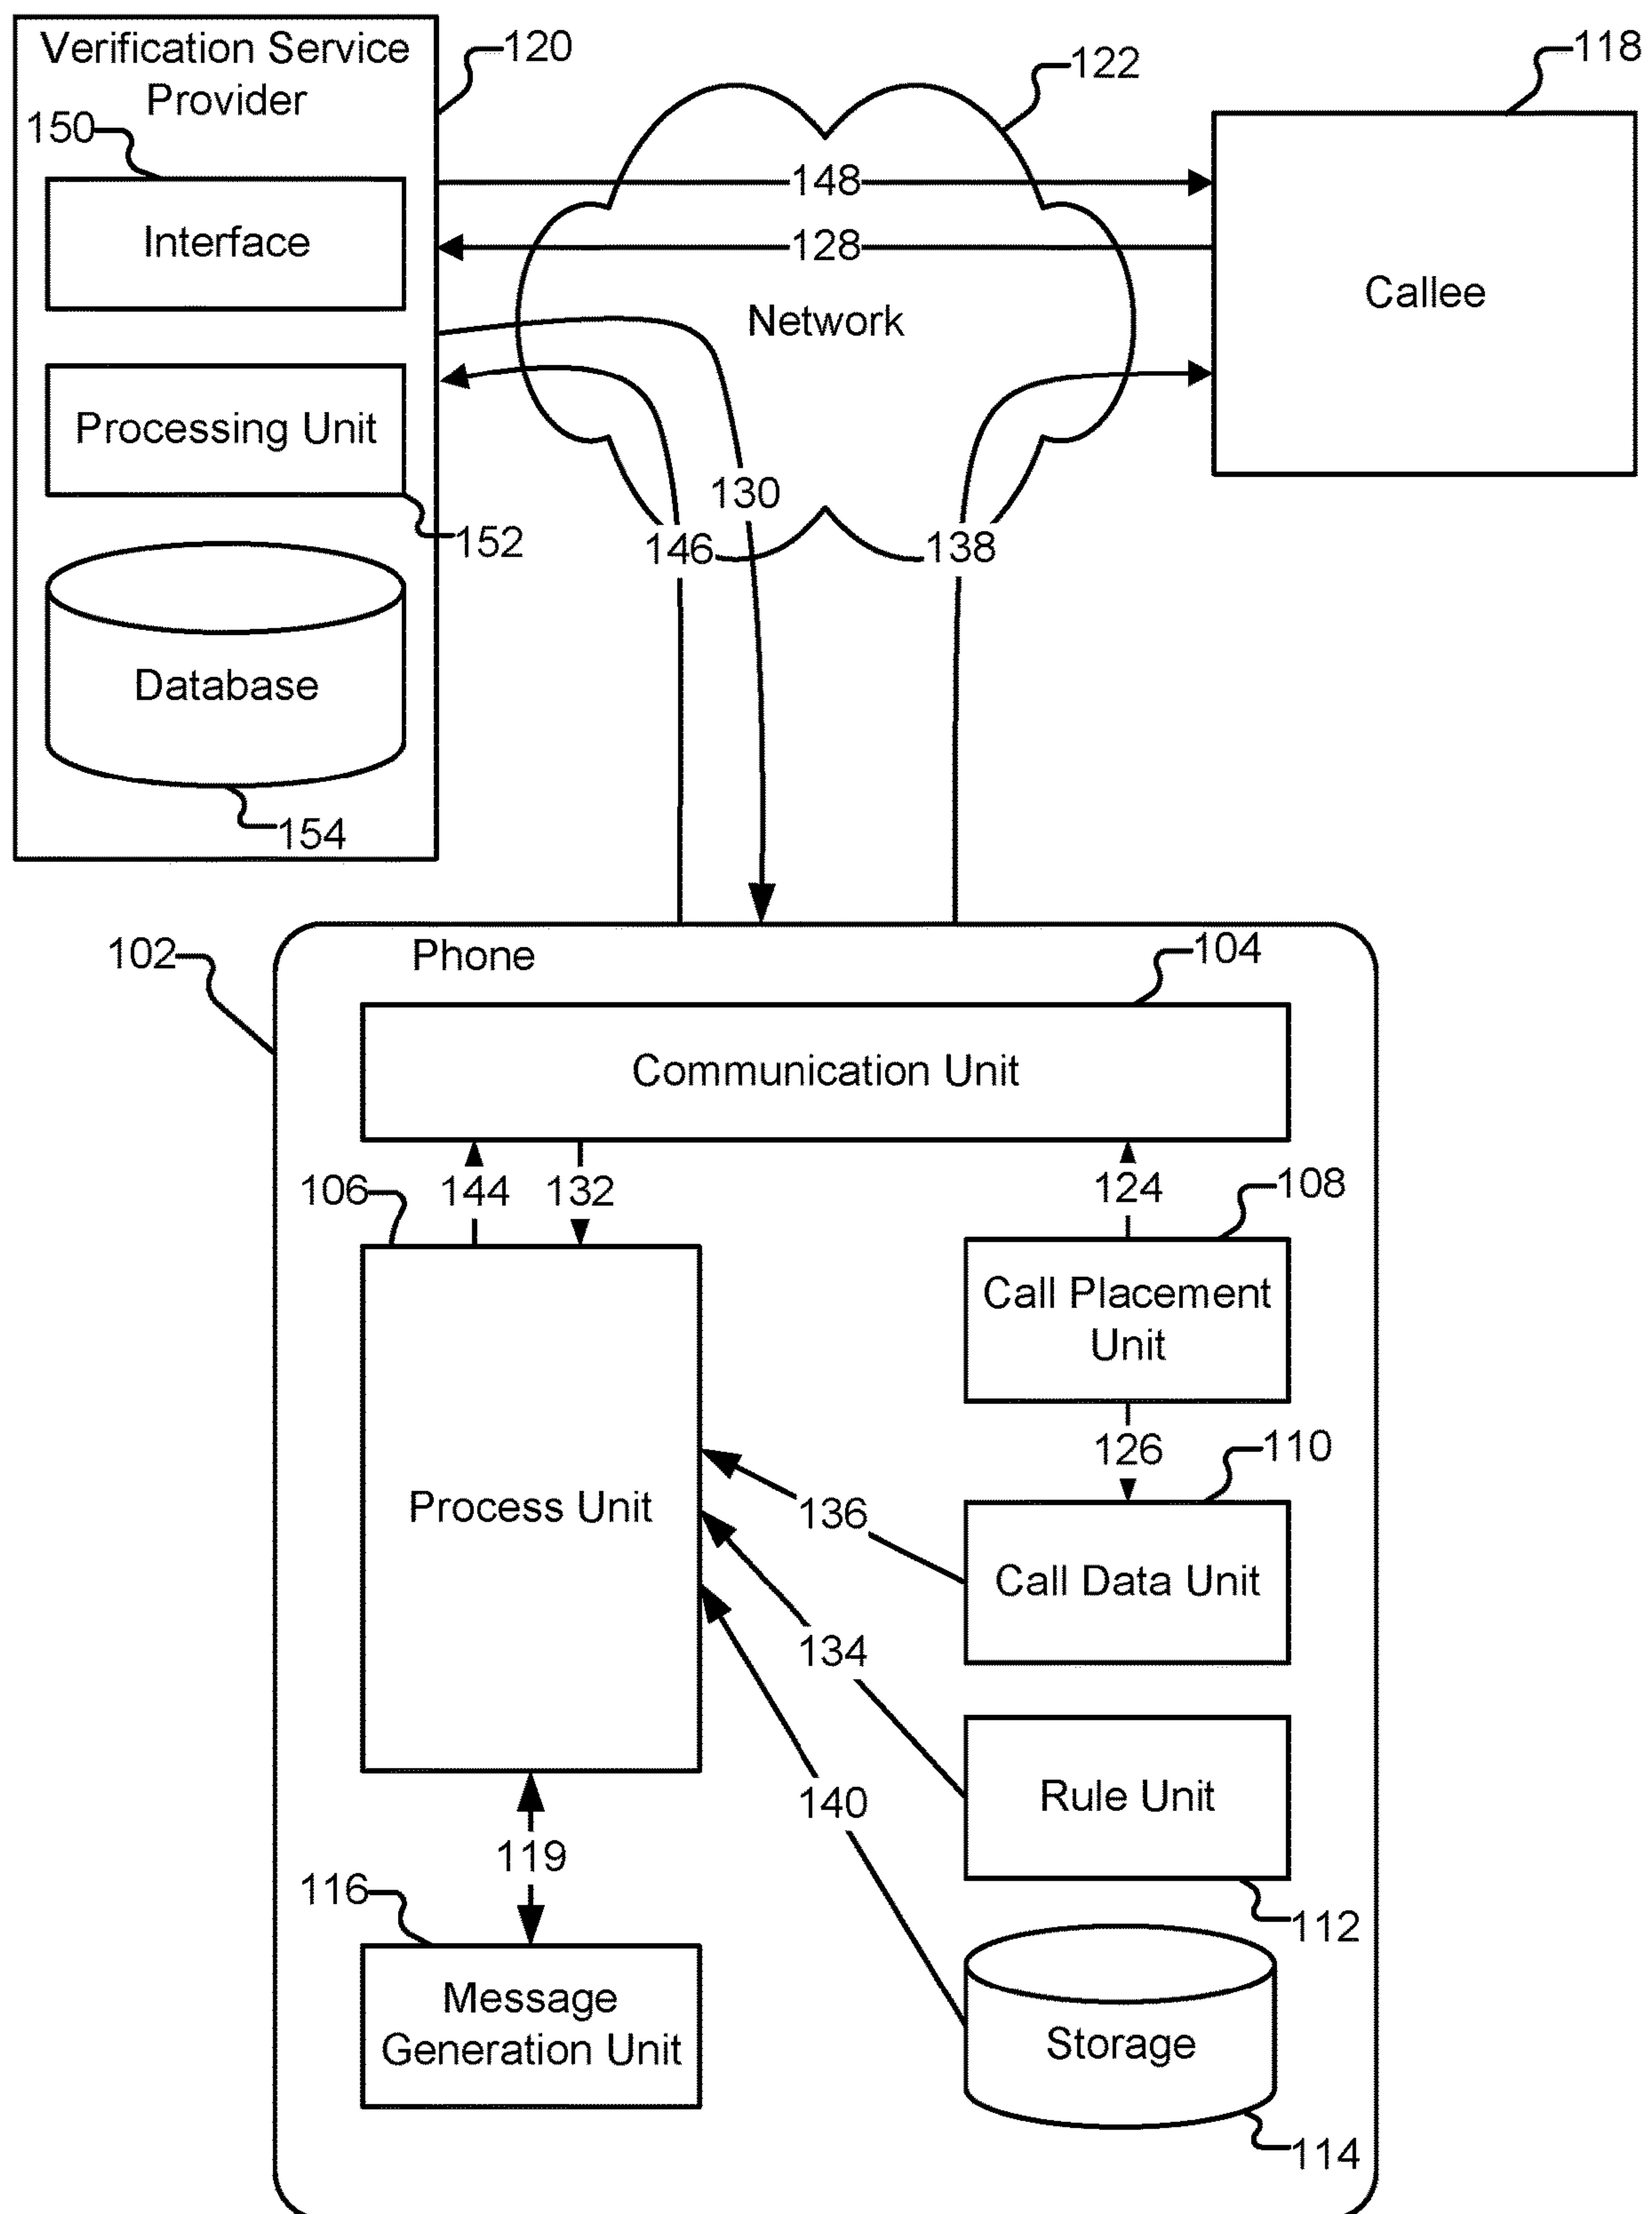 Verification Service
Provider
120
122
118
150
148
Interface
128
Callee
Network
Processing Unit
130
152
146
138
Database
154
102
Phone
104
Communication Unit
106
144
132
124
108
Call Placement
Unit
126
110
Process Unit
136
Call Data Unit
134
140
Rule Unit
119
116
112
Message
Generation Unit
Storage
114